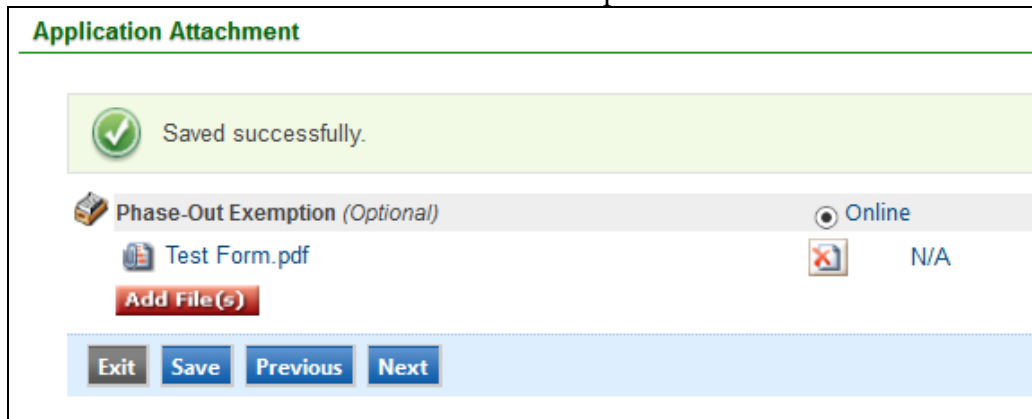 Application Attachment
Saved successfully.
Phase-Out Exemption (Optional) Online
Test Form.pdf N/A
Add File(s)
Exit Save Previous Next